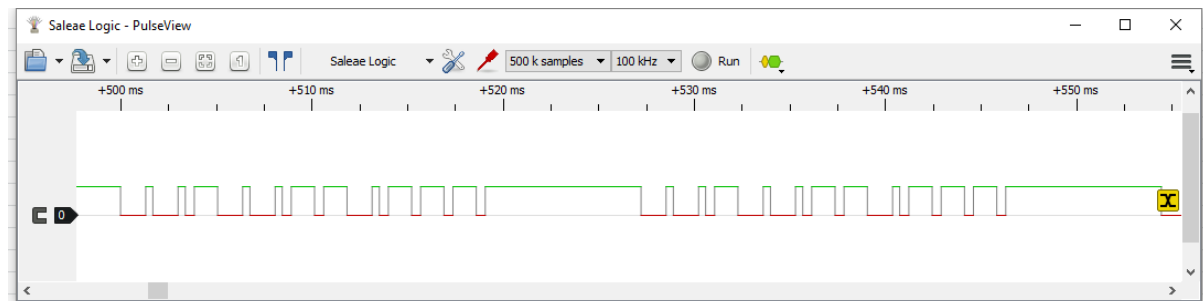 Saleae Logic - PulseView
Saleae Logic 500 k samples 100 kHz Run
+500 ms +510 ms +520 ms +530 ms +540 ms +550 ms
0